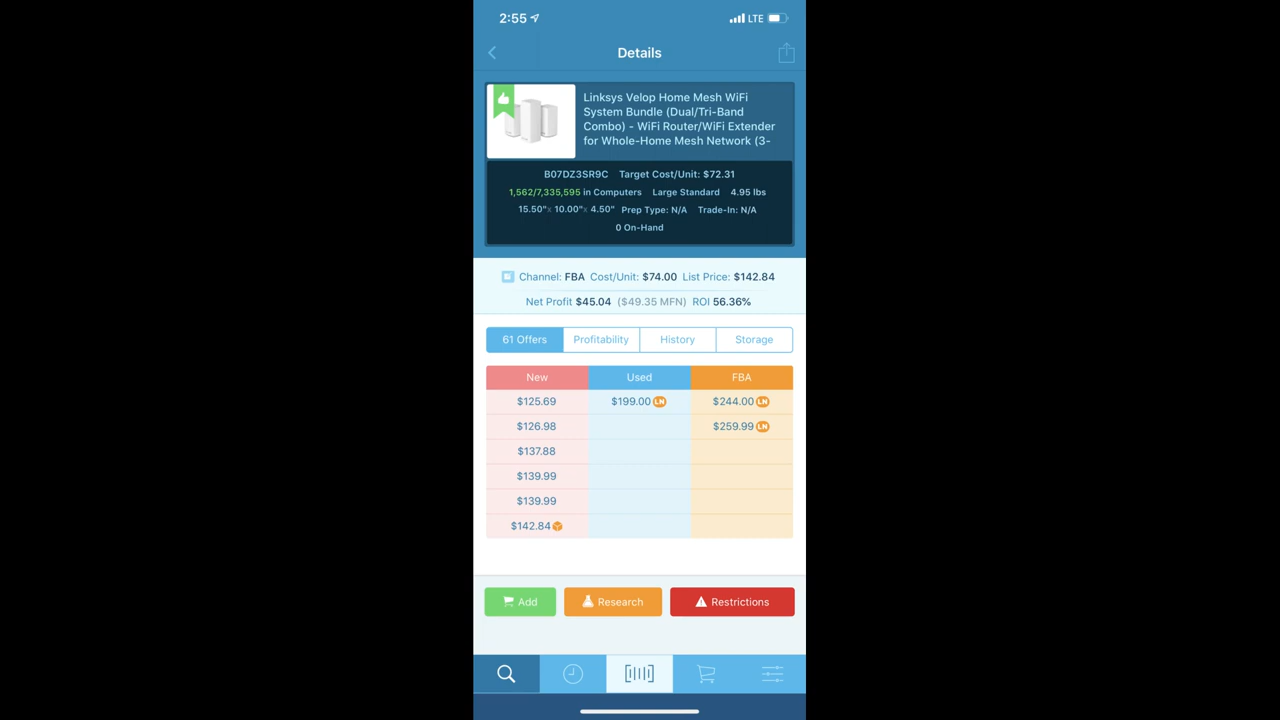 2:55
LTE
Details
Linksys Velop Home Mesh WiFi
System Bundle (Dual/Tri-Band
Combo) - WiFi Router/WiFi Extender
for Whole-Home Mesh Network (3-
B07DZ3SR9C Target Cost/Unit: $72.31
1,562/7,335,595 in Computers Large Standard 4.95 lbs
15.50"x 10.00"x 4.50" Prep Type: N/A Trade-In: N/A
0 On-Hand
Channel: FBA Cost/Unit: $74.00 List Price: $142.84
Net Profit $45.04 ($49.35 MFN) ROI 56.36%
61 Offers Profitability History Storage
New Used FBA
$125.69 $199.00 LN $244.00 LN
$126.98 $259.99 LN
$137.88
$139.99
$139.99
$142.84
Add Research Restrictions